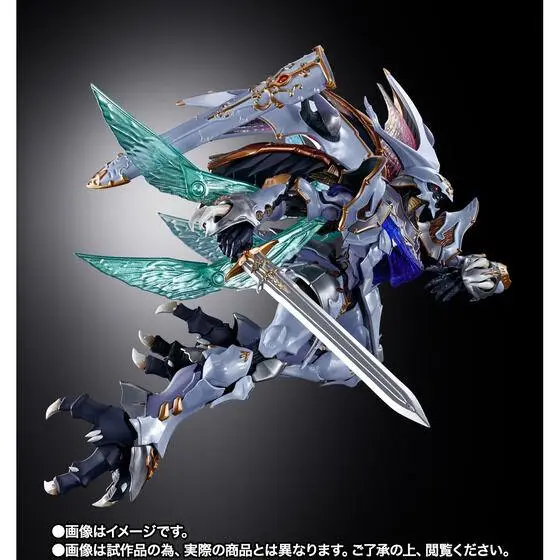 ※画像はイメージです。
※画像は試作品の為、実際の商品とは異なります。ご了承の上、御閲覧ください。